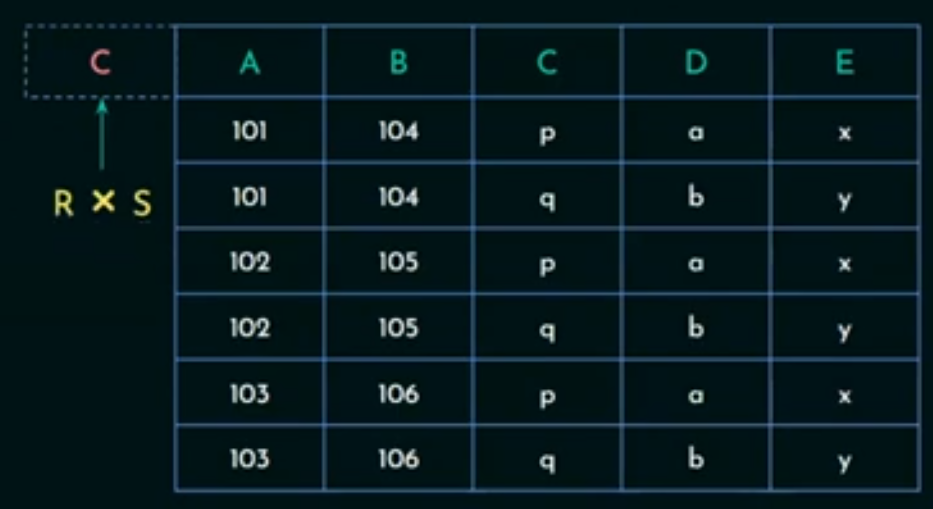 C A B C D E
101 104 p a x
R × S 101 104 q b y
102 105 p a x
102 105 q b y
103 106 p a x
103 106 q b y